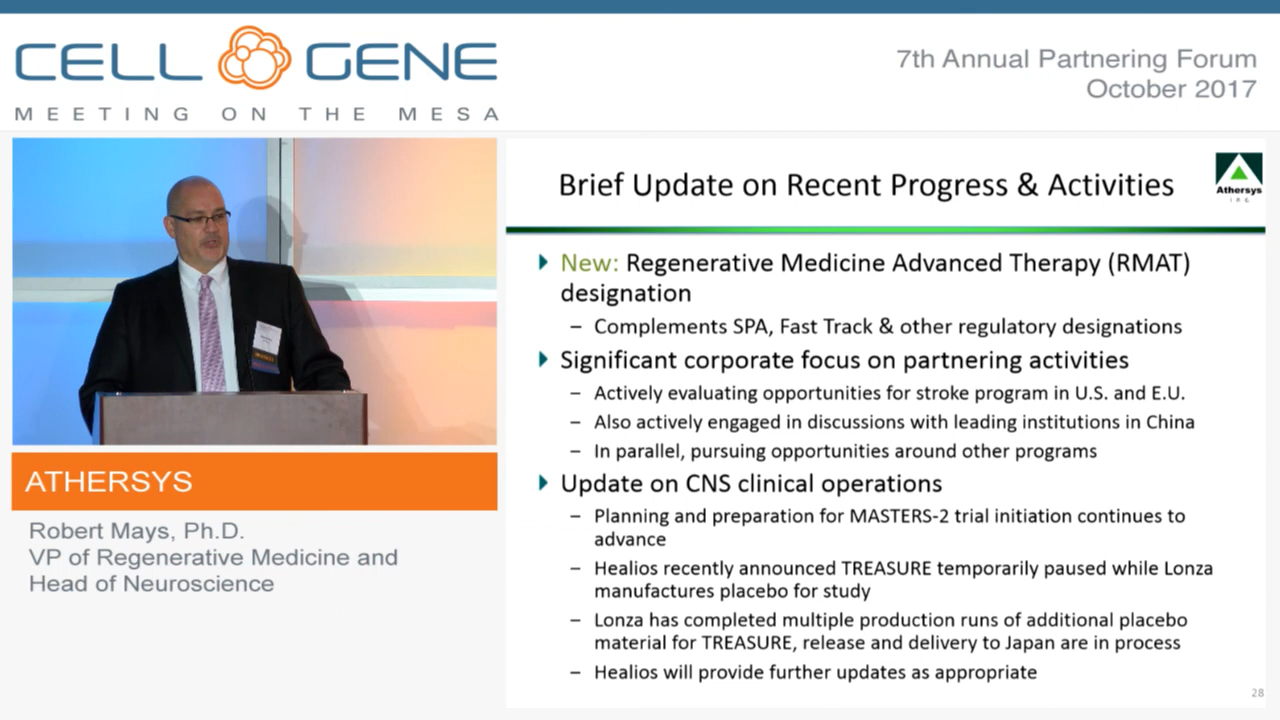 CELL GENE
MEETING ON THE MESA
7th Annual Partnering Forum
October 2017
Brief Update on Recent Progress & Activities
Athersys
INC.
New: Regenerative Medicine Advanced Therapy (RMAT)
designation
– Complements SPA, Fast Track & other regulatory designations
Significant corporate focus on partnering activities
– Actively evaluating opportunities for stroke program in U.S. and E.U.
– Also actively engaged in discussions with leading institutions in China
– In parallel, pursuing opportunities around other programs
Update on CNS clinical operations
– Planning and preparation for MASTERS-2 trial initiation continues to
advance
– Healios recently announced TREASURE temporarily paused while Lonza
manufactures placebo for study
– Lonza has completed multiple production runs of additional placebo
material for TREASURE, release and delivery to Japan are in process
– Healios will provide further updates as appropriate
28
ATHERSYS
Robert Mays, Ph.D.
VP of Regenerative Medicine and
Head of Neuroscience